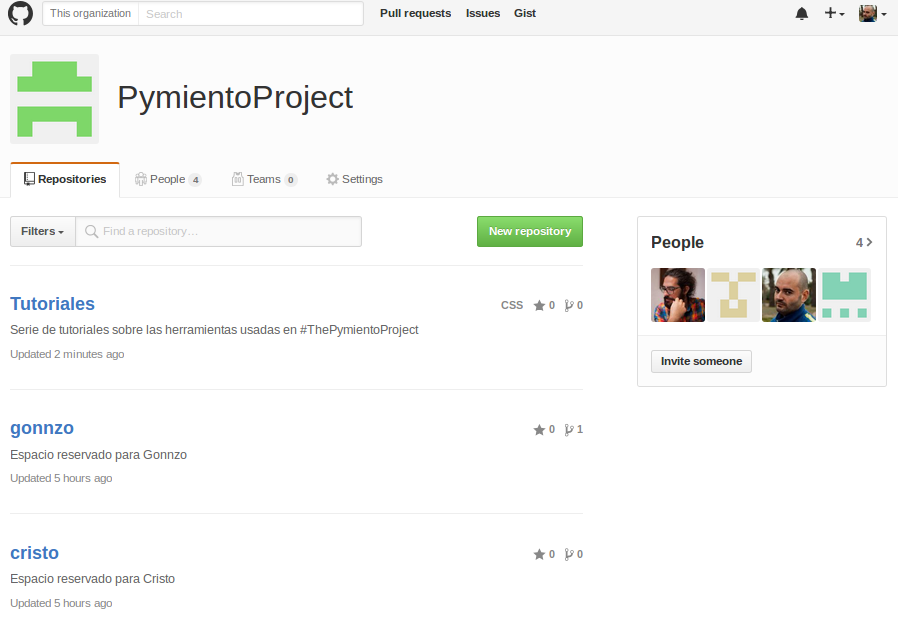 This organization Search Pull requests Issues Gist
PymientoProject
Repositories People 4 Teams 0 Settings
Filters Find a repository… New repository
People 4
Tutoriales CSS 0 0
Serie de tutoriales sobre las herramientas usadas en #ThePymientoProject
Updated 2 minutes ago
Invite someone
gonnzo 0 1
Espacio reservado para Gonnzo
Updated 5 hours ago
cristo 0 0
Espacio reservado para Cristo
Updated 5 hours ago